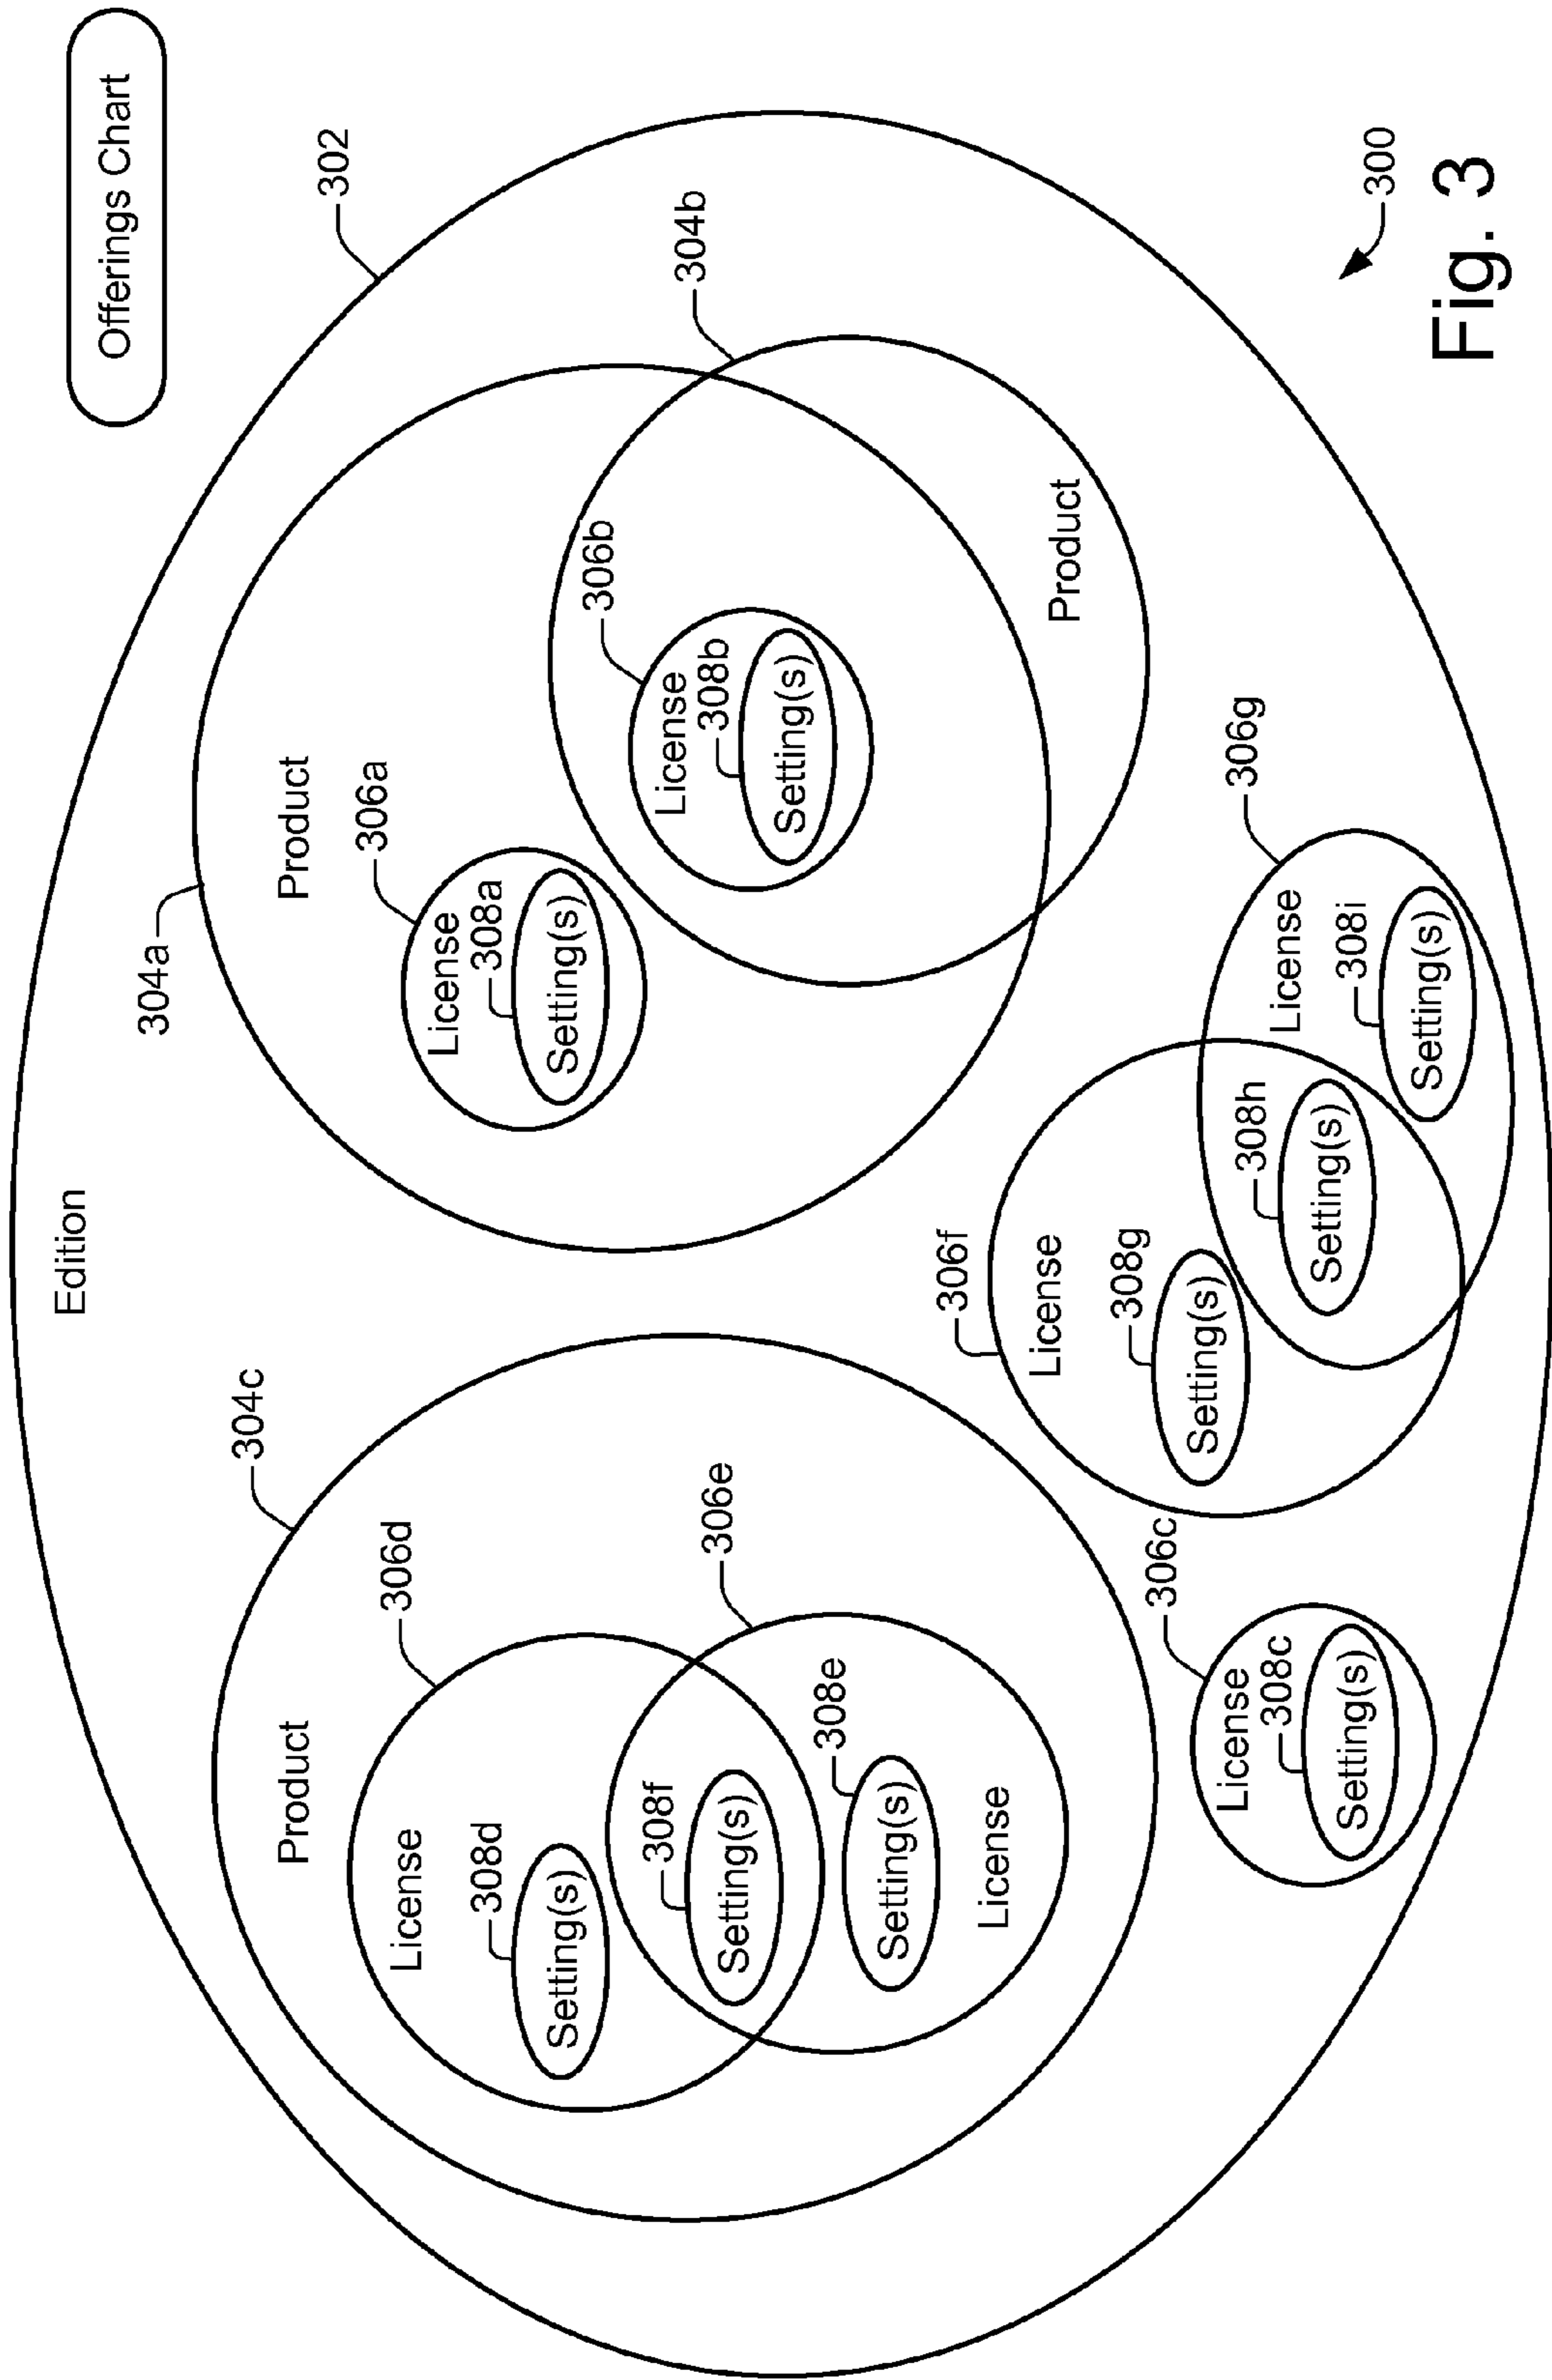 Offerings Chart
Edition
302
304a
304c
Product
Product
306a
License
308a
Setting(s)
304b
306b
License
308b
Setting(s)
Product
306d
License
308d
Setting(s)
306e
308f
Setting(s)
308e
Setting(s)
License
306f
License
308g
Setting(s)
306g
License
308h
Setting(s)
308i
Setting(s)
306c
License
308c
Setting(s)
300
Fig. 3